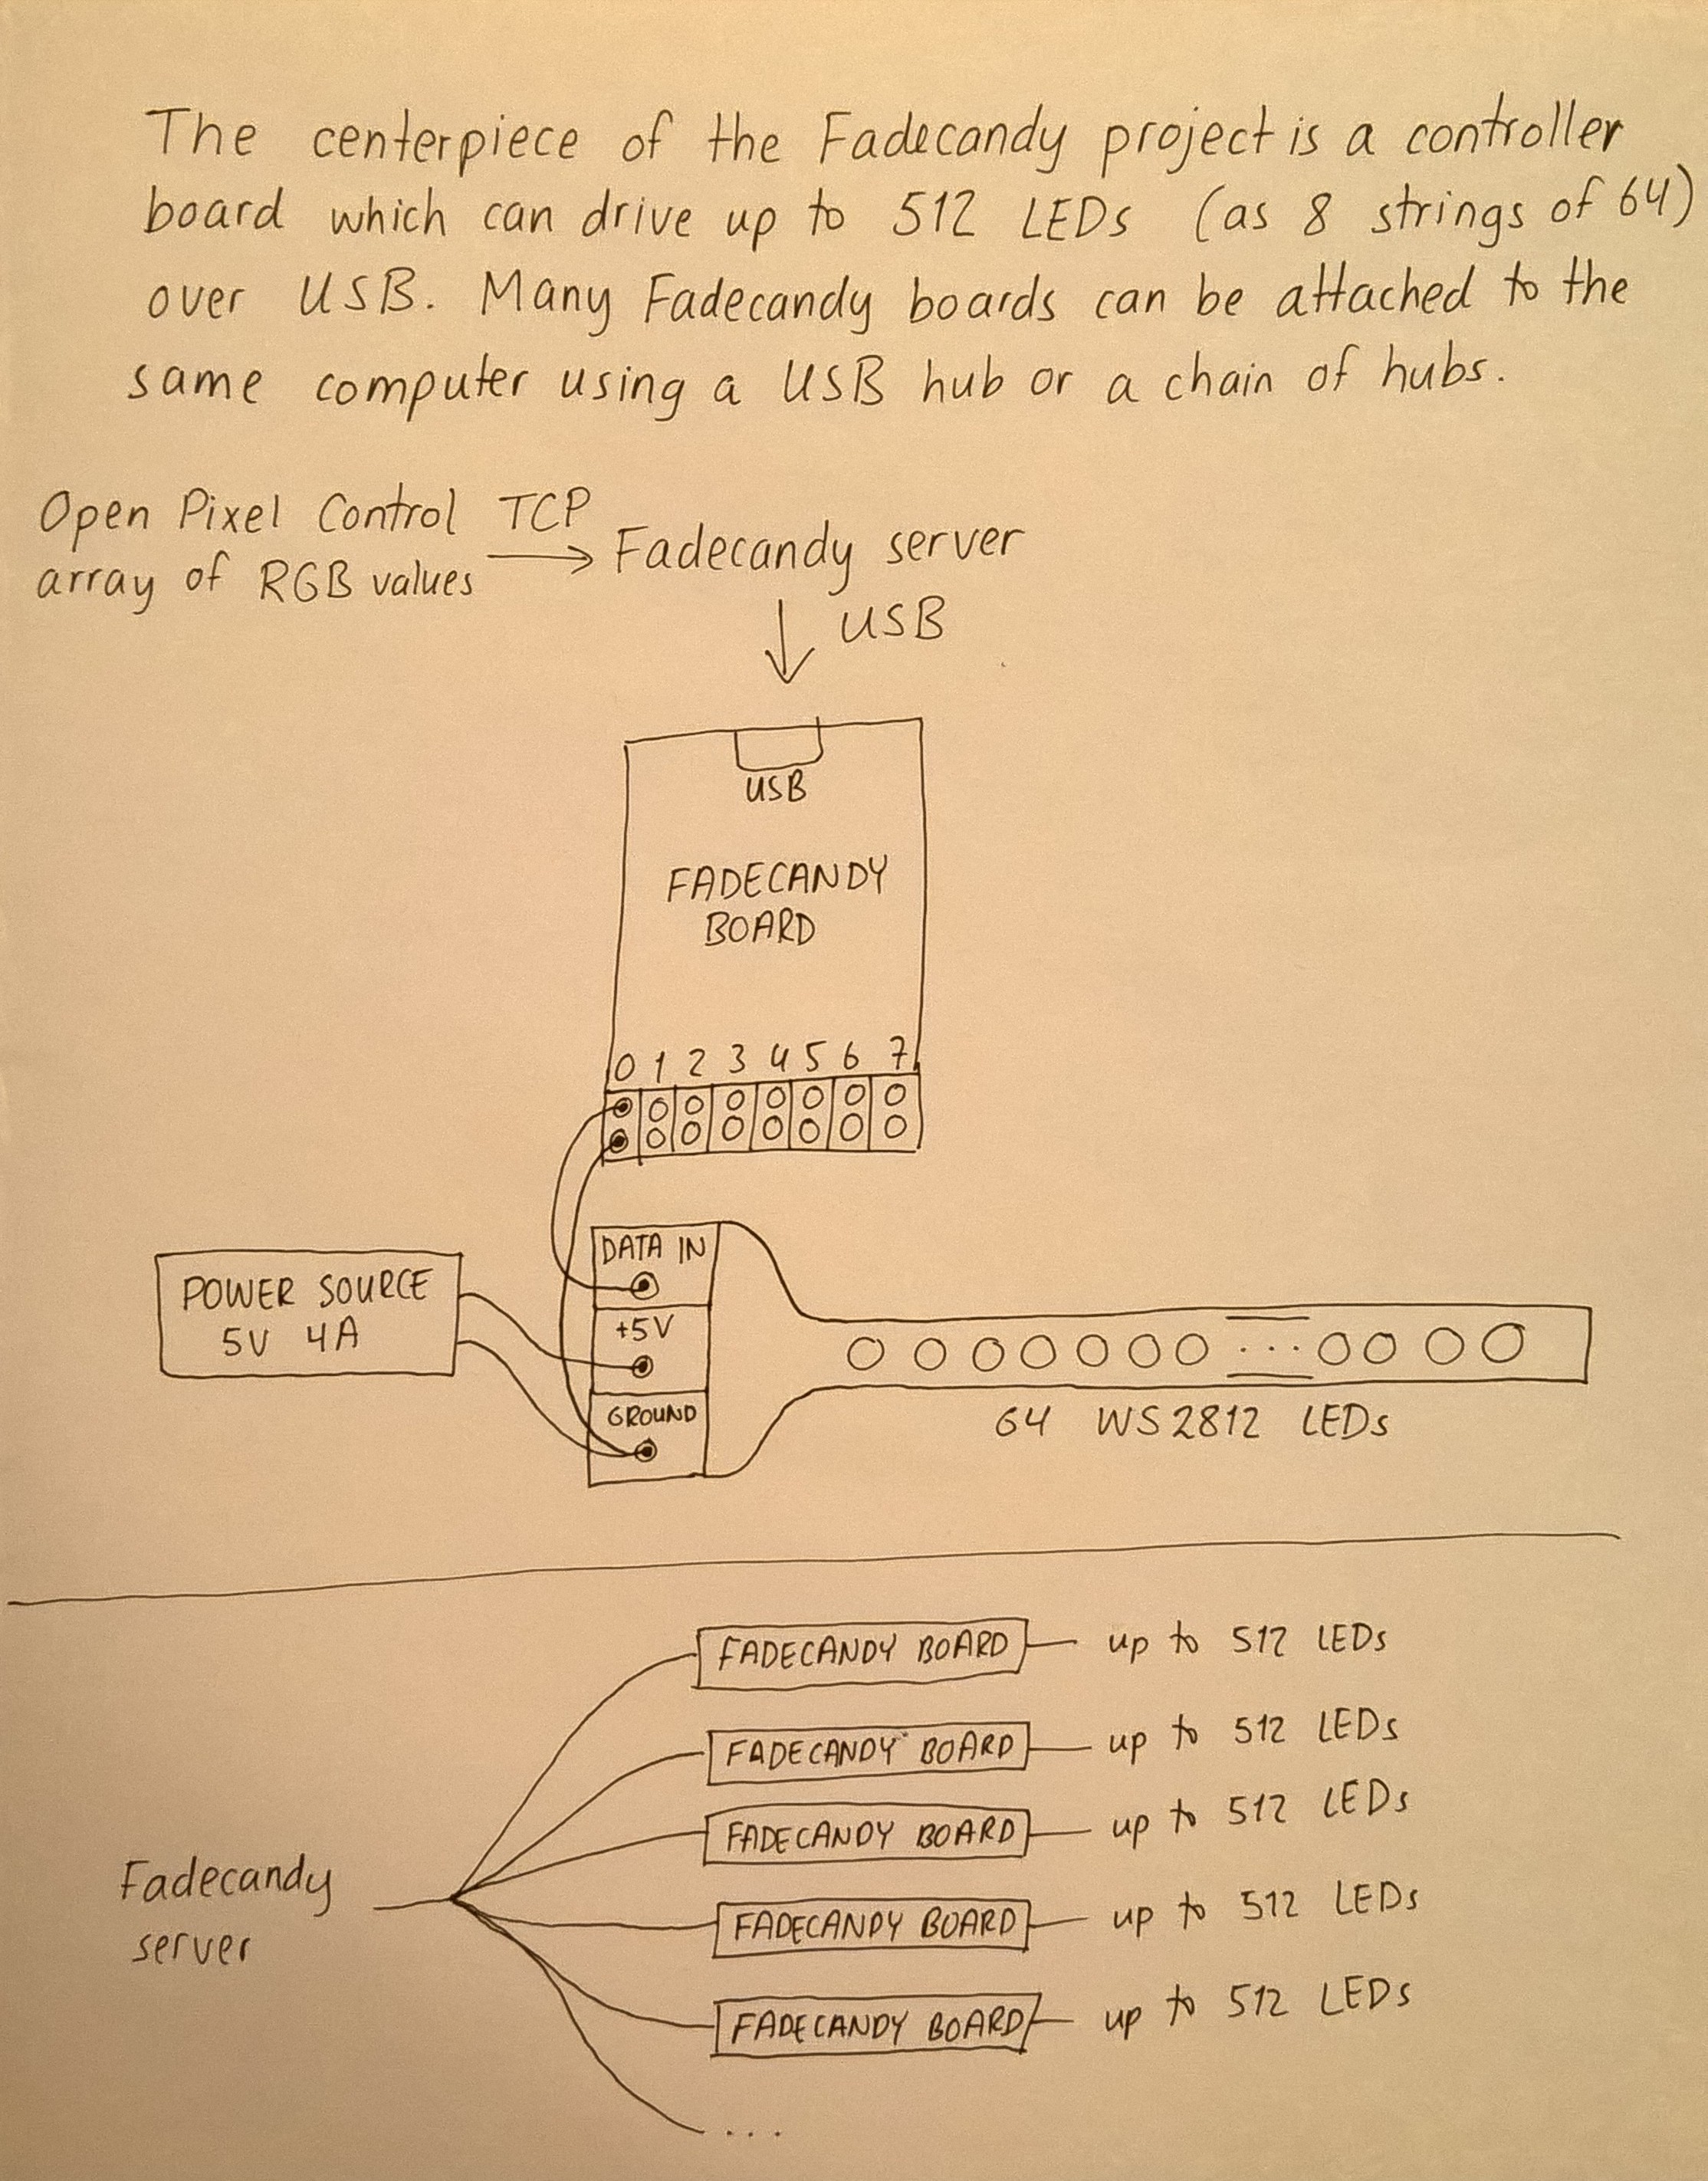 The centerpiece of the Fadecandy project is a controller
board which can drive up to 512 LEDs (as 8 strings of 64)
over USB. Many Fadecandy boards can be attached to the
same computer using a USB hub or a chain of hubs.
Open Pixel Control
array of RGB values
TCP
Fadecandy server
USB
USB
FADECANDY
BOARD
0 1 2 3 4 5 6 7
DATA IN
+5V
GROUND
POWER SOURCE
5V 4A
...
64 WS2812 LEDs
Fadecandy
server
FADECANDY BOARD up to 512 LEDs
FADECANDY BOARD up to 512 LEDs
FADECANDY BOARD up to 512 LEDs
FADECANDY BOARD up to 512 LEDs
FADECANDY BOARD up to 512 LEDs
...